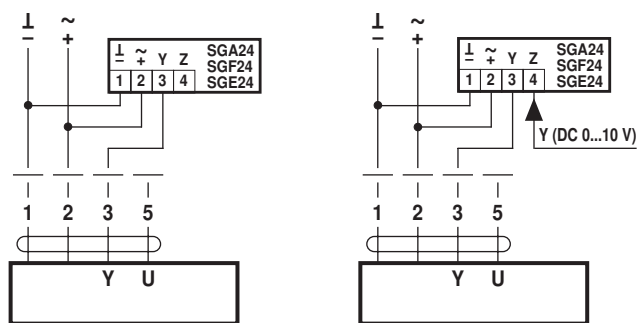 ⊥ ~
– +
⊥ ~ Y Z SGA24
– + SGF24
1 2 3 4 SGE24
1 2 3 5
Y U
⊥ ~
– +
⊥ ~ Y Z SGA24
– + SGF24
1 2 3 4 SGE24
Y (DC 0...10 V)
1 2 3 5
Y U